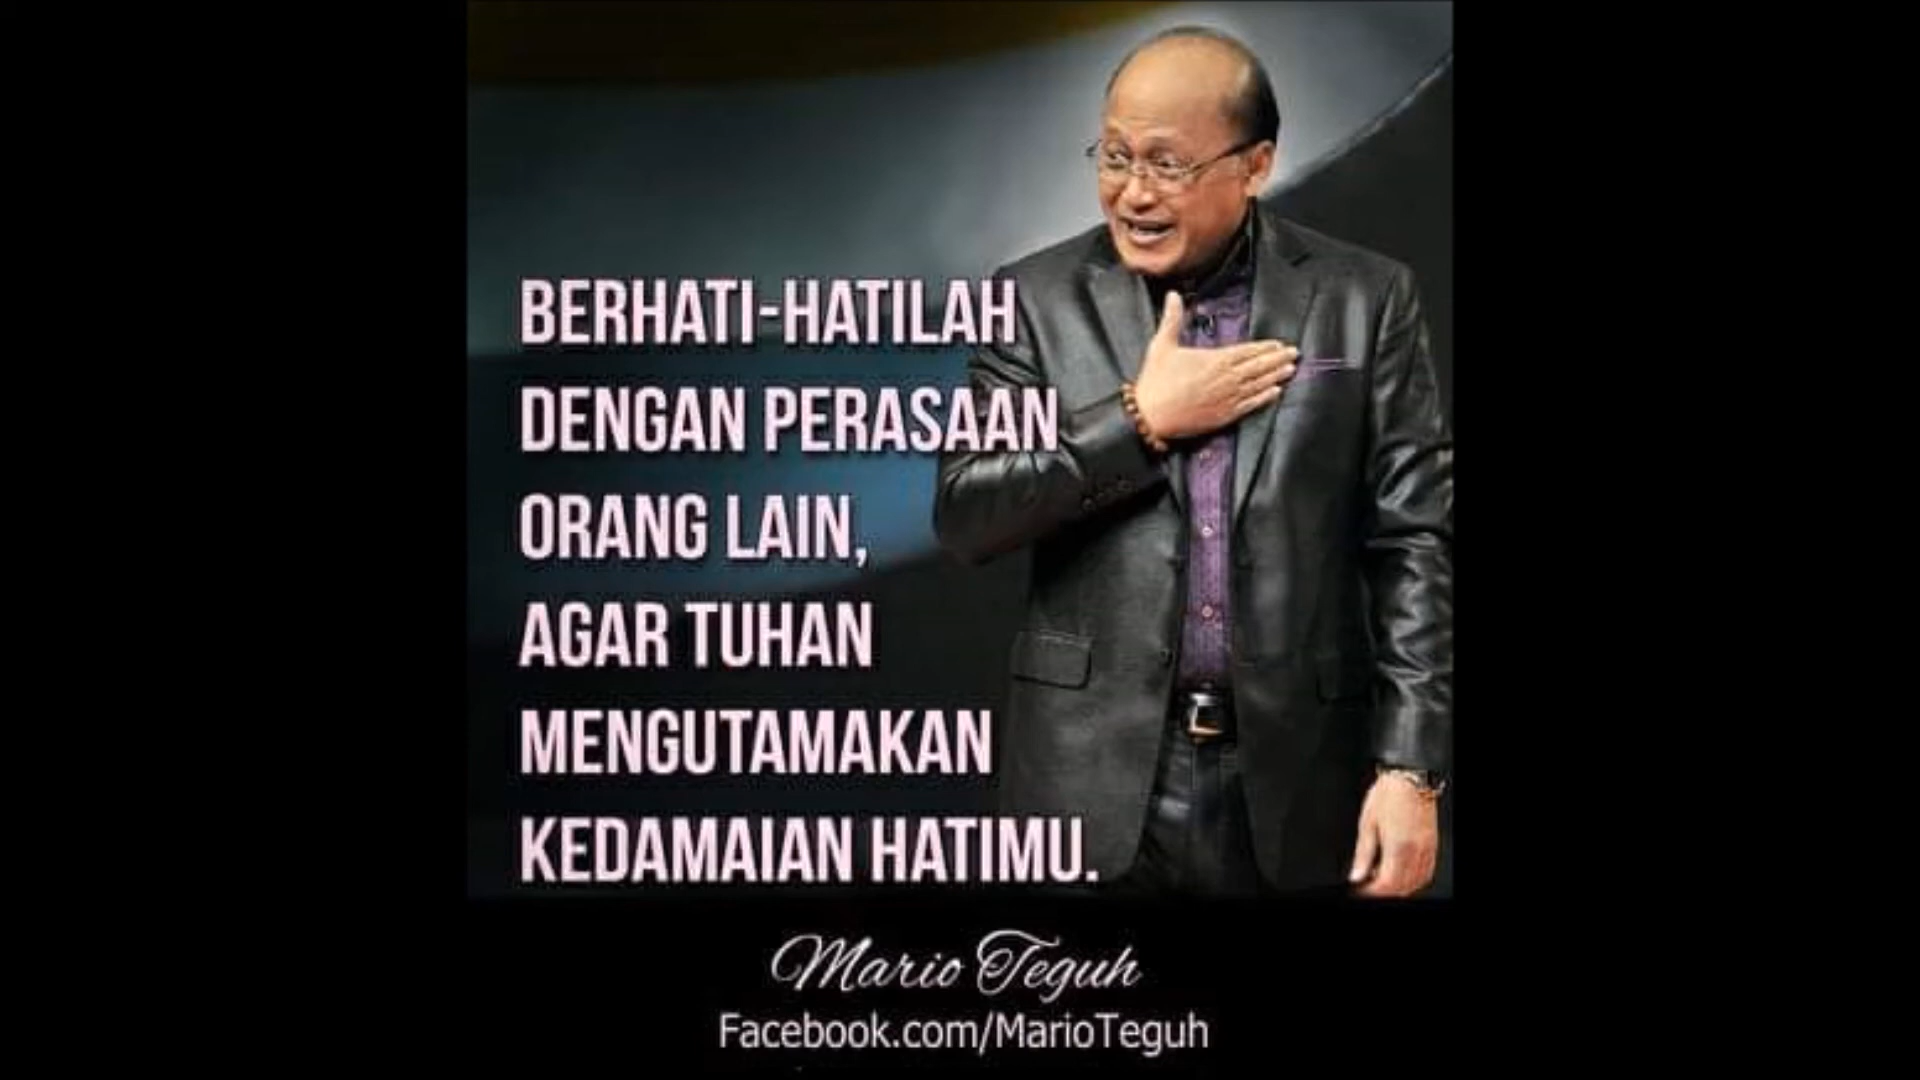 BERHATI-HATILAH
DENGAN PERASAAN
ORANG LAIN,
AGAR TUHAN
MENGUTAMAKAN
KEDAMAIAN HATIMU.
Mario Teguh
Facebook.com/MarioTeguh